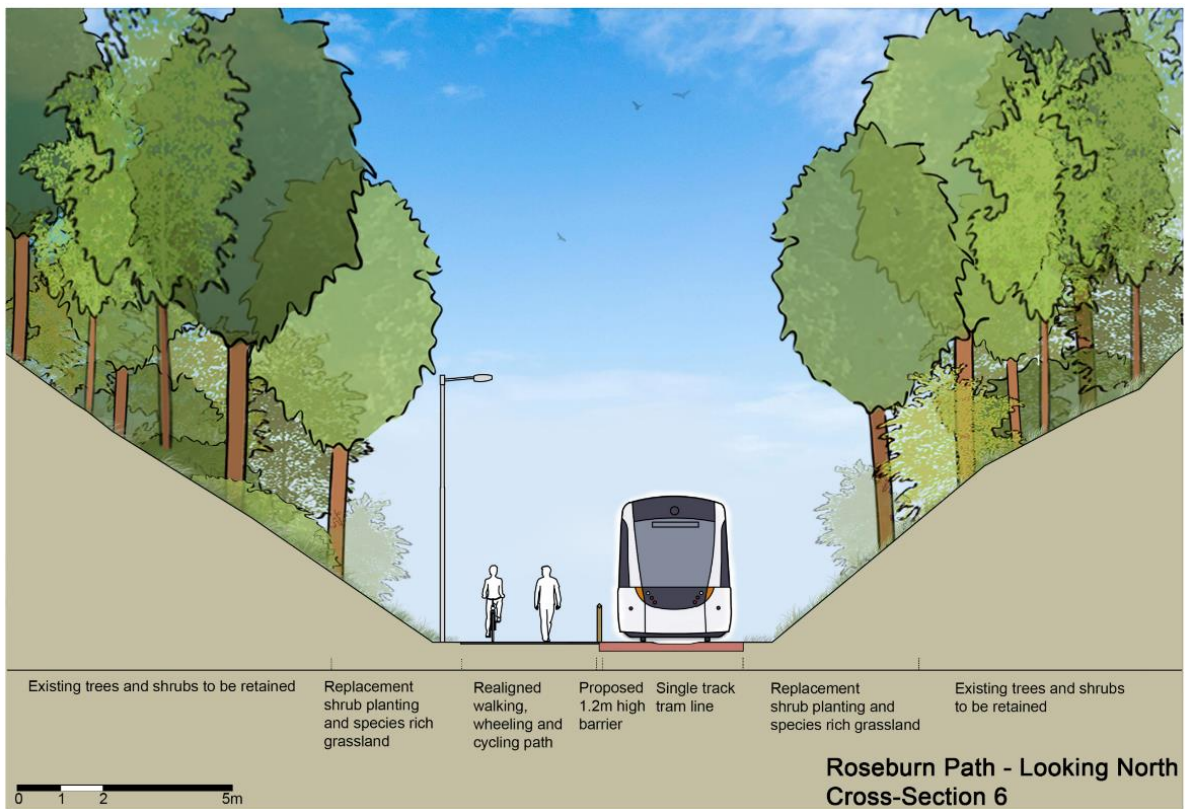 Existing trees and shrubs to be retained
Replacement
shrub planting
and species rich
grassland
Realigned
walking,
wheeling and
cycling path
Proposed
1.2m high
barrier
Single track
tram line
Replacement
shrub planting and
species rich grassland
Existing trees and shrubs
to be retained
0 1 2 5m
Roseburn Path - Looking North
Cross-Section 6